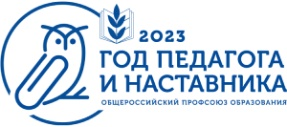 2023
ГОД ПЕДАГОГА
И НАСТАВНИКА
ОБЩЕРОССИЙСКИЙ ПРОФСОЮЗ ОБРАЗОВАНИЯ